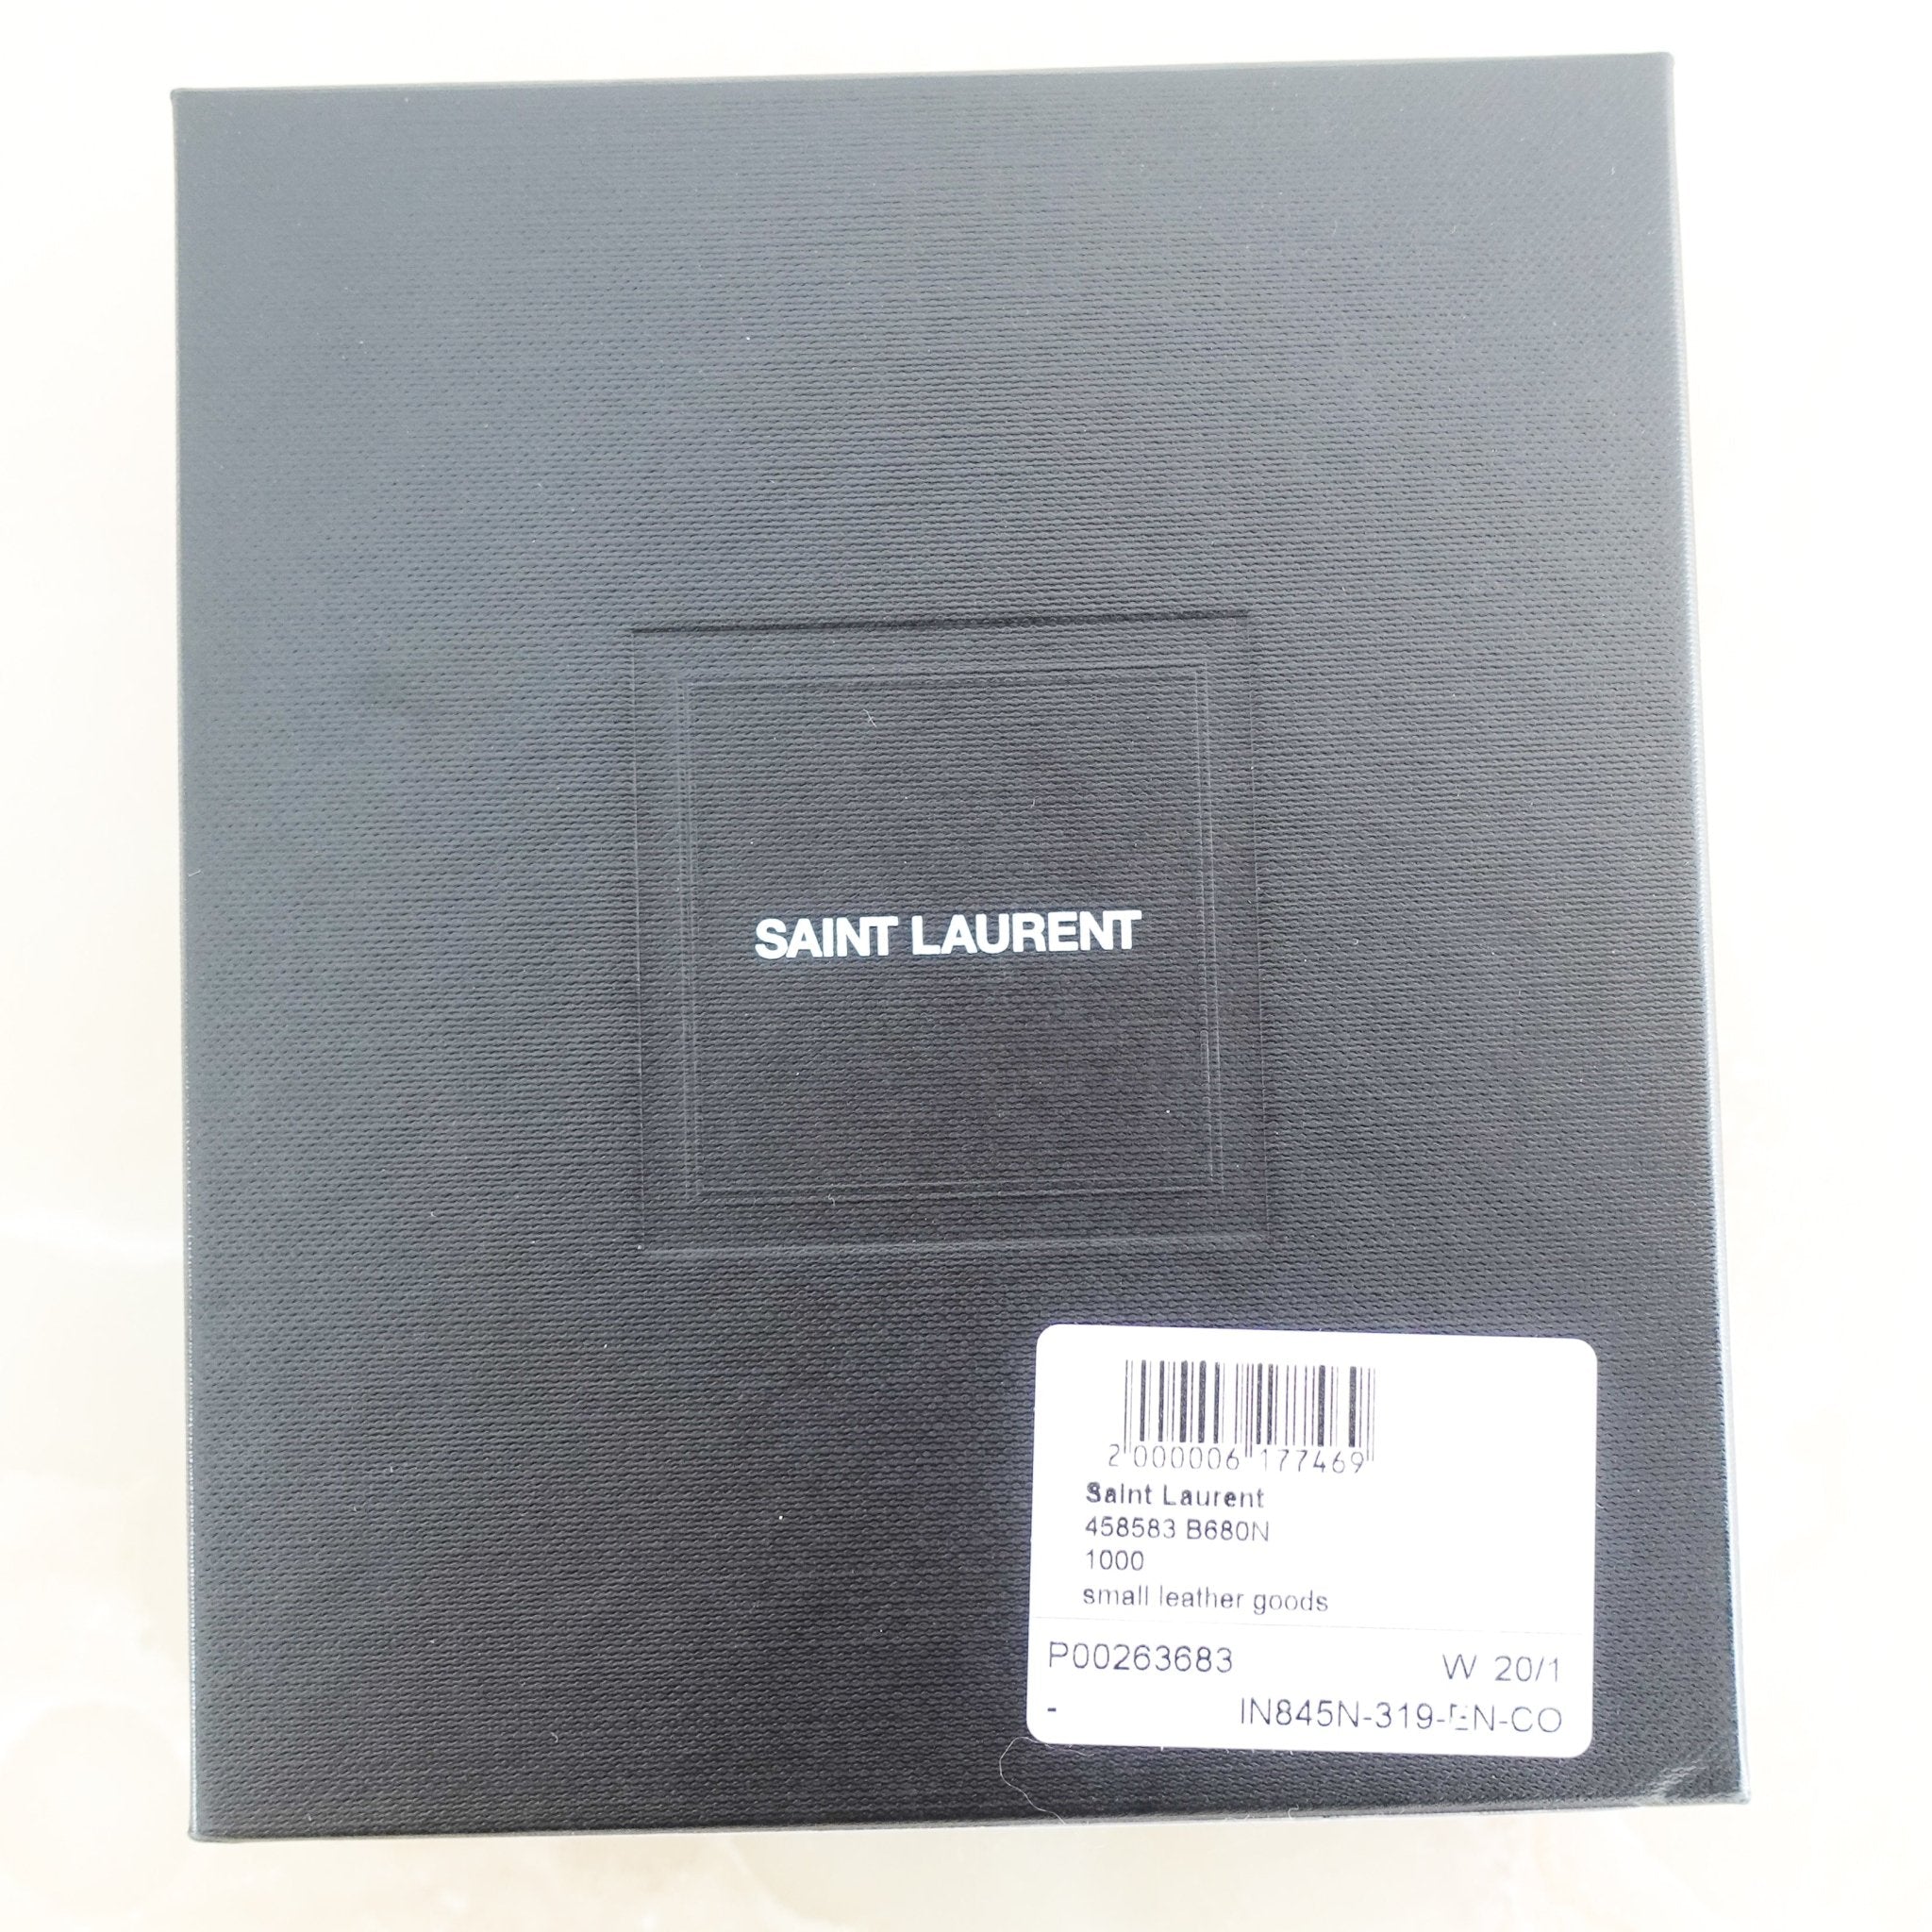 SAINT LAURENT
2 000006 177469
Saint Laurent
458583 B680N
1000
small leather goods
P00263683 W 20/1
- IN845N-319-EN-CO